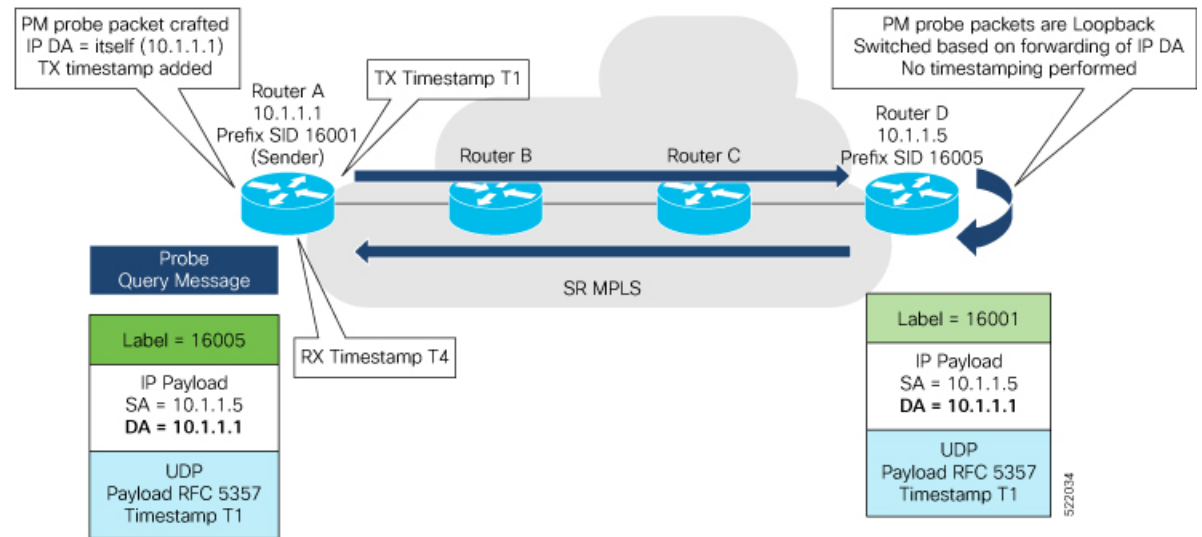 PM probe packet crafted
IP DA = itself (10.1.1.1)
TX timestamp added
TX Timestamp T1
PM probe packets are Loopback
Switched based on forwarding of IP DA
No timestamping performed
Router A
10.1.1.1
Prefix SID 16001
(Sender)
Router B
Router C
Router D
10.1.1.5
Prefix SID 16005
Probe
Query Message
SR MPLS
RX Timestamp T4
Label = 16005
IP Payload
SA = 10.1.1.5
DA = 10.1.1.1
UDP
Payload RFC 5357
Timestamp T1
Label = 16001
IP Payload
SA = 10.1.1.5
DA = 10.1.1.1
UDP
Payload RFC 5357
Timestamp T1
522034